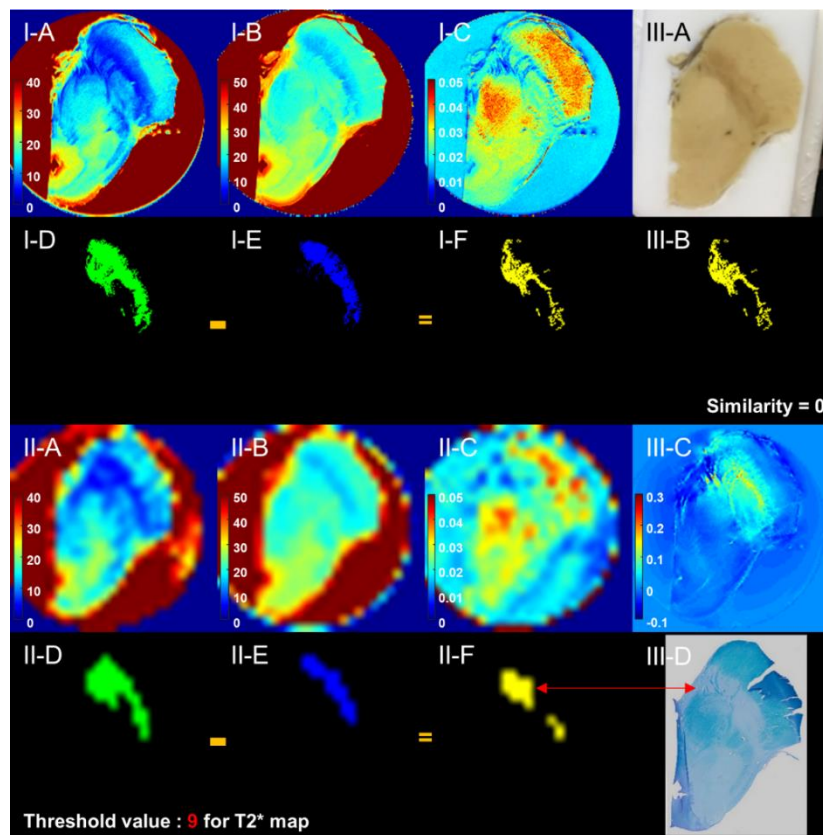 I-A I-B I-C III-A
40 50 0.05
30 40 0.04
20 30 0.03
20 0.02
10 10 0.01
0 0 0
I-D I-E I-F III-B
- =
Similarity = 0
II-A II-B II-C III-C
40 50 0.05 0.3
30 40 0.04 0.2
20 30 0.03 0.1
20 0.02
10 10 0.01 0
0 0 0 -0.1
II-D II-E II-F III-D
- =
Threshold value : 9 for T2* map